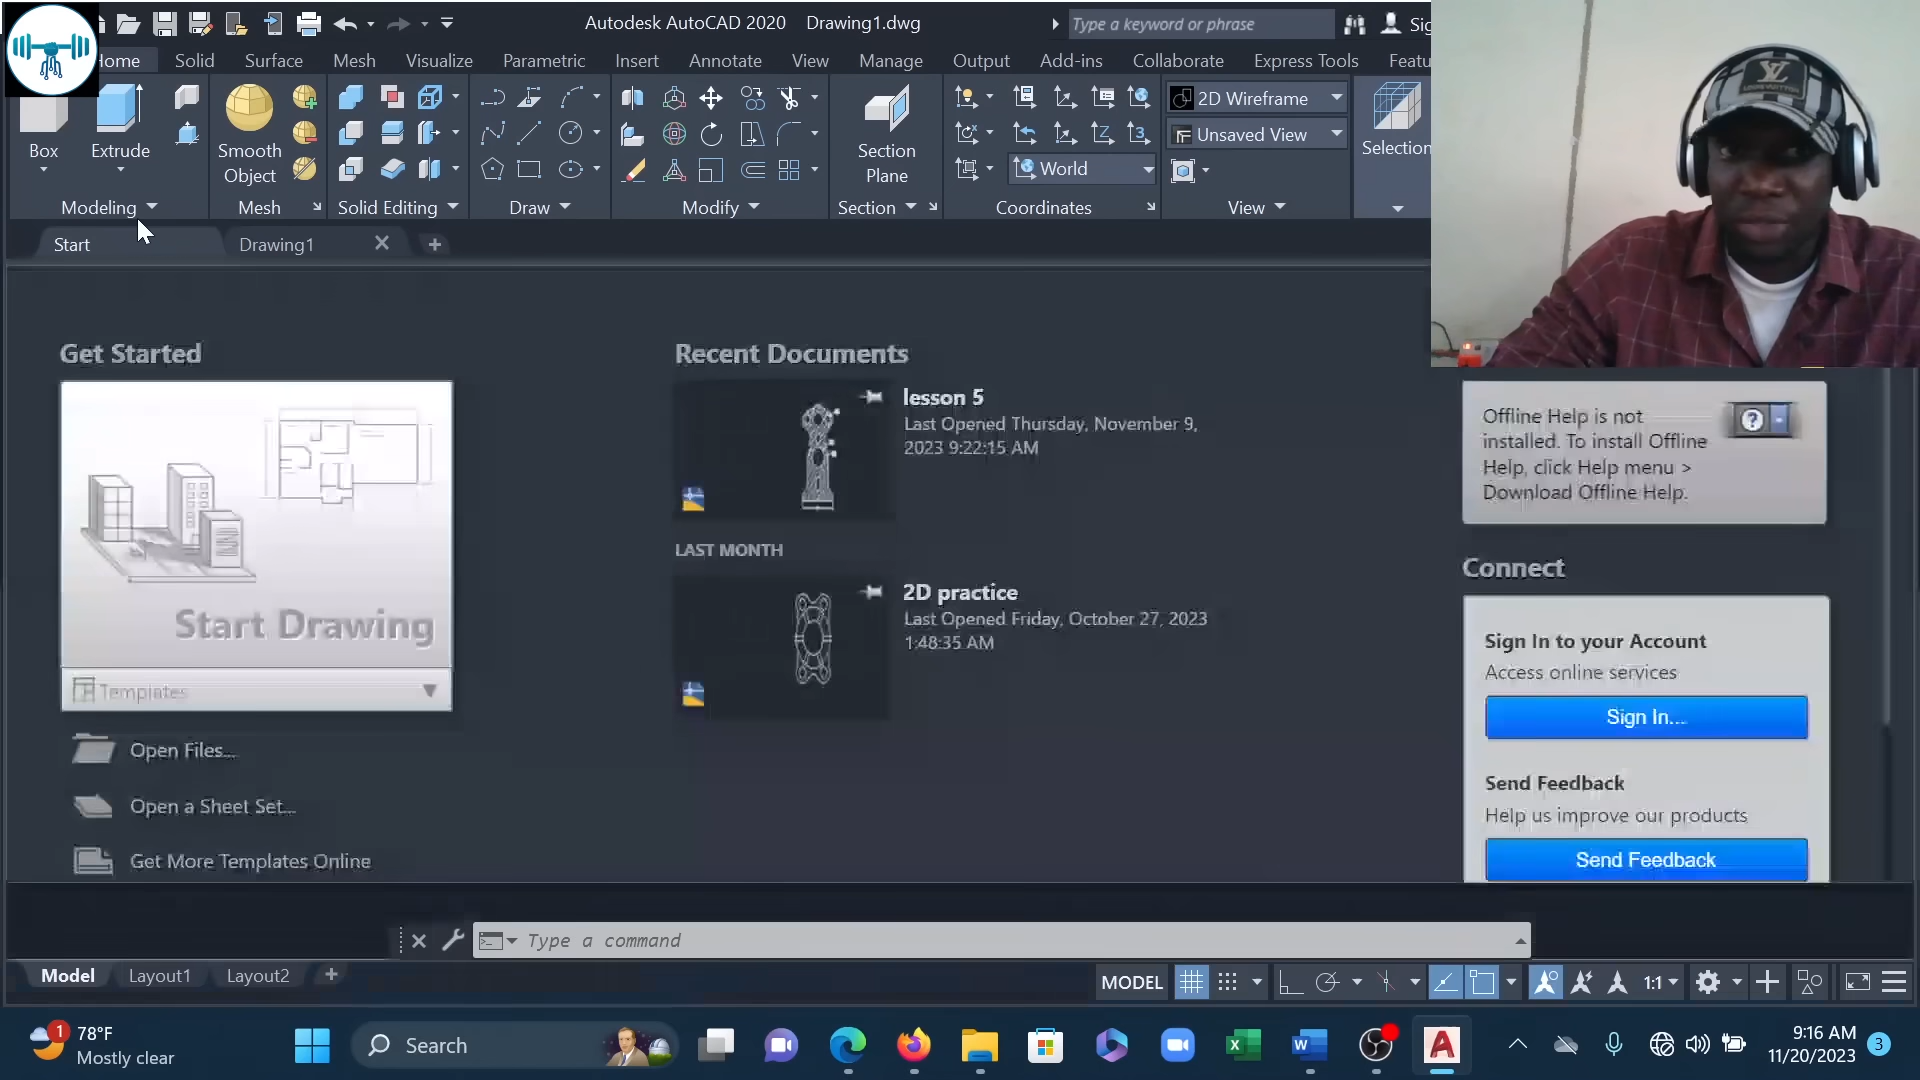 Autodesk AutoCAD 2020 Drawing1.dwg
Type a keyword or phrase
Home Solid Surface Mesh Visualize Parametric Insert Annotate View Manage Output Add-ins Collaborate Express Tools
Box
Extrude
Smooth
Object
Section
Plane
2D Wireframe
Unsaved View
World
Selection
Modeling
Mesh
Solid Editing
Draw
Modify
Section
Coordinates
View
Start
Drawing1
Get Started
Start Drawing
Templates
Open Files...
Open a Sheet Set...
Get More Templates Online
Recent Documents
lesson 5
Last Opened Thursday, November 9,
2023 9:22:15 AM
LAST MONTH
2D practice
Last Opened Friday, October 27, 2023
1:48:35 AM
Offline Help is not
installed. To install Offline
Help, click Help menu >
Download Offline Help.
Connect
Sign In to your Account
Access online services
Sign In...
Send Feedback
Help us improve our products
Send Feedback
Type a command
Model
Layout1
Layout2
MODEL
1:1
1
78°F
Mostly clear
Search
9:16 AM
11/20/2023
3